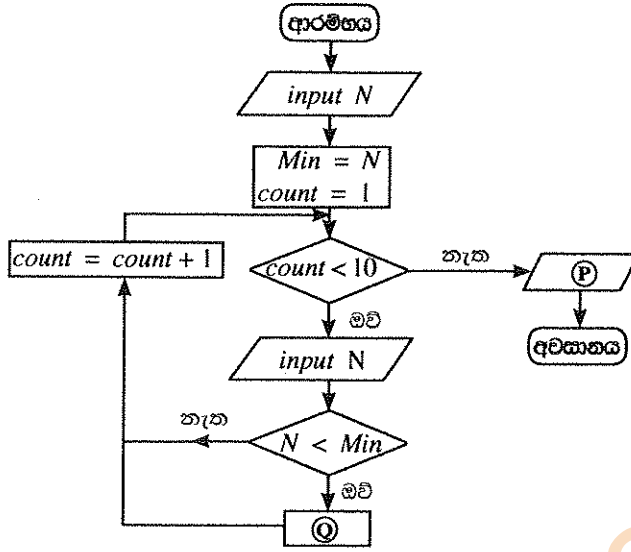 ආරම්භය
input N
Min = N
count = 1
count = count + 1
count < 10
නැත
P
ඔව්
අවසානය
input N
නැත
N < Min
ඔව්
Q